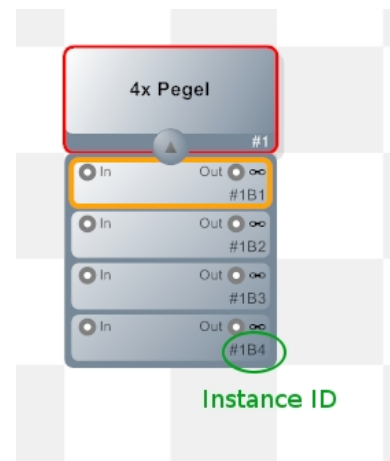 4x Pegel
#1
In Out
#1B1
In Out
#1B2
In Out
#1B3
In Out
#1B4
Instance ID